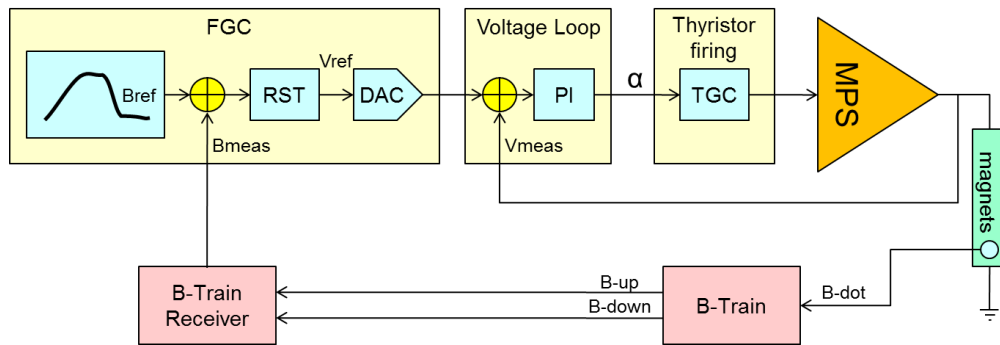 FGC
Voltage Loop
Thyristor
firing
MPS
Bref
RST
Vref
DAC
PI
α
TGC
Bmeas
Vmeas
magnets
B-Train
Receiver
B-up
B-down
B-Train
B-dot